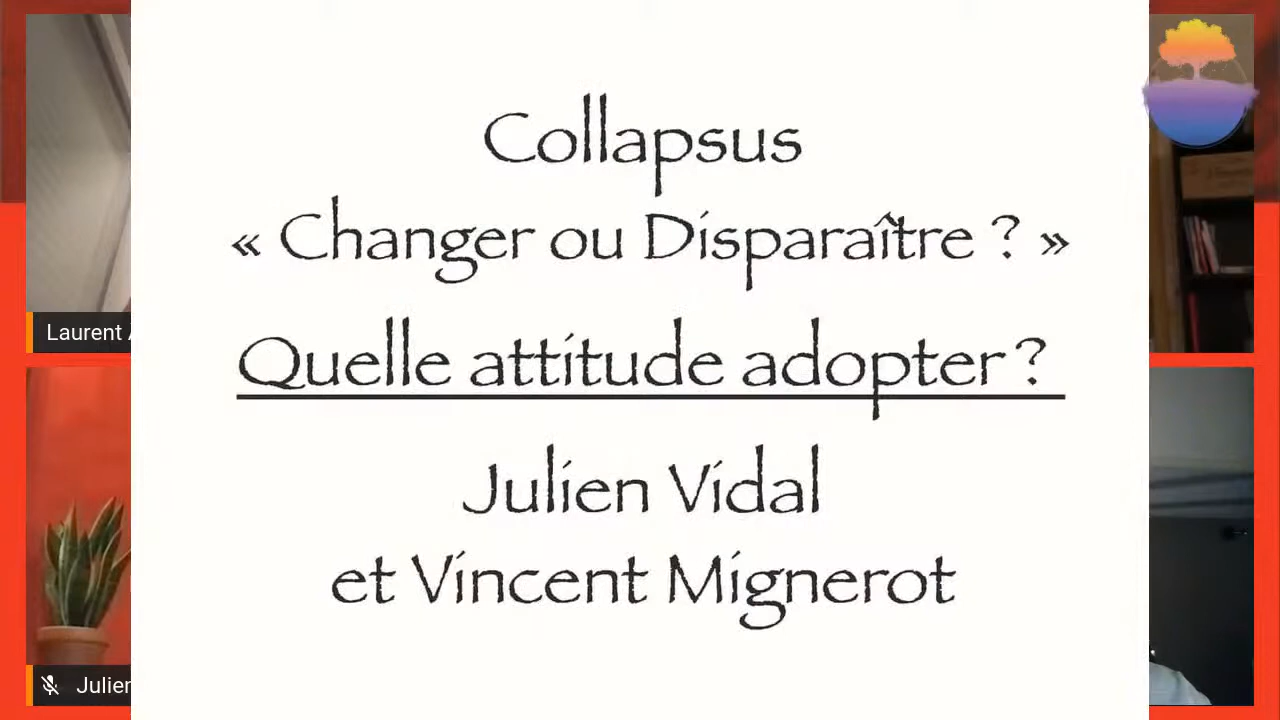 Collapsus
« Changer ou Disparaître ? »
Quelle attitude adopter ?
Julien Vidal
et Vincent Mignerot
Laurent
Julien